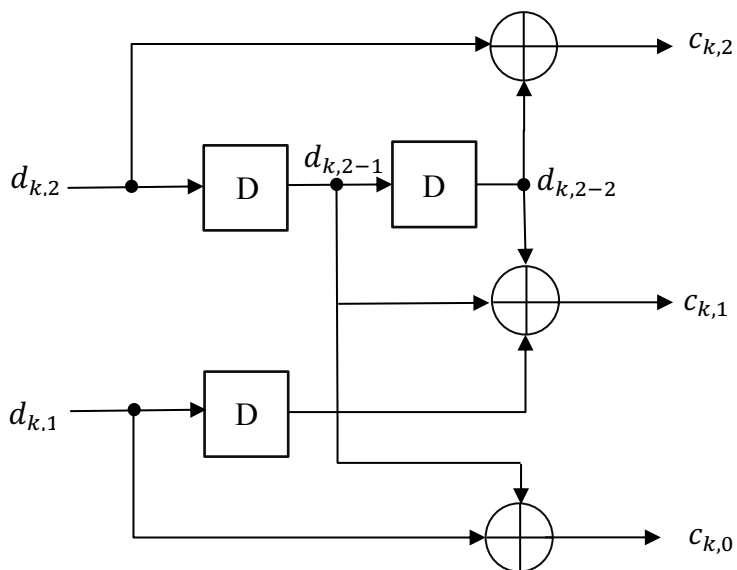 c_{k,2}
d_{k,2} D d_{k,2-1} D d_{k,2-2}
c_{k,1}
d_{k,1} D
c_{k,0}